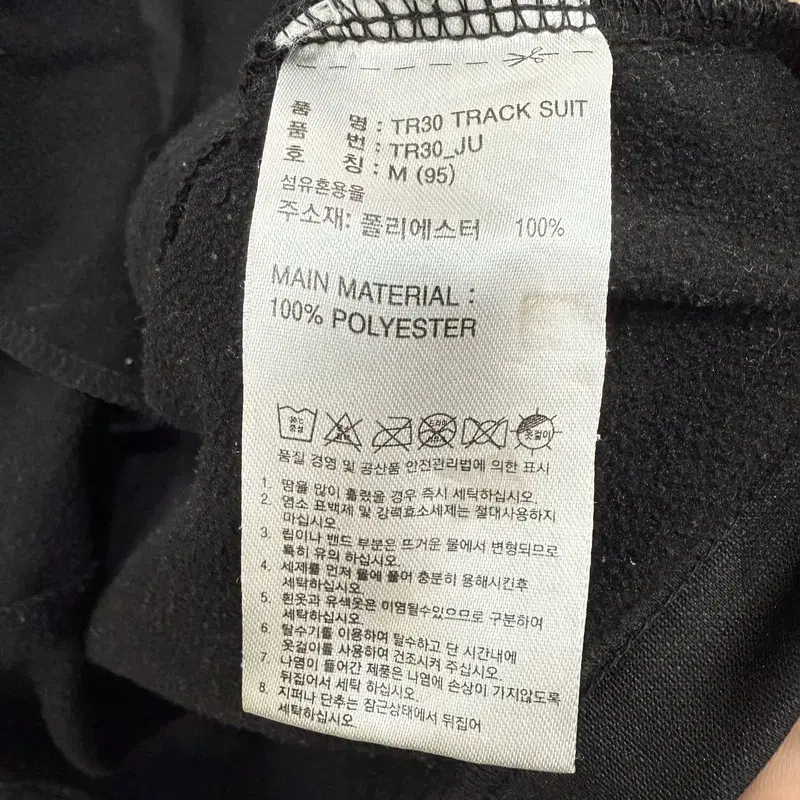 품 명 : TR30 TRACK SUIT
품 번 : TR30_JU
호 칭 : M (95)
섬유혼용율
주소재: 폴리에스터 100%
MAIN MATERIAL :
100% POLYESTER
30℃ 중성 드라이 옷걸이
품질 경영 및 공산품 안전관리법에 의한 표시
1. 땀을 많이 흘렸을 경우 즉시 세탁하십시오.
2. 염소 표백제 및 강력효소세제는 절대사용하지
마십시오.
3. 립이나 밴드 부분은 뜨거운 물에서 변형되므로
특히 유의 하십시오.
4. 세제를 먼저 물에 풀어 충분히 용해시킨후
세탁하십시오.
5. 흰옷과 유색옷은 이염될수있으므로 구분하여
세탁하십시오.
6. 탈수기를 이용하여 탈수하고 단 시간내에
옷걸이를 사용하여 건조시켜 주십시오.
7. 나염이 들어간 제품은 나염에 손상이 가지않도록
뒤집어서 세탁 하십시오.
8. 지퍼나 단추는 잠근상태에서 뒤집어
세탁하십시오.